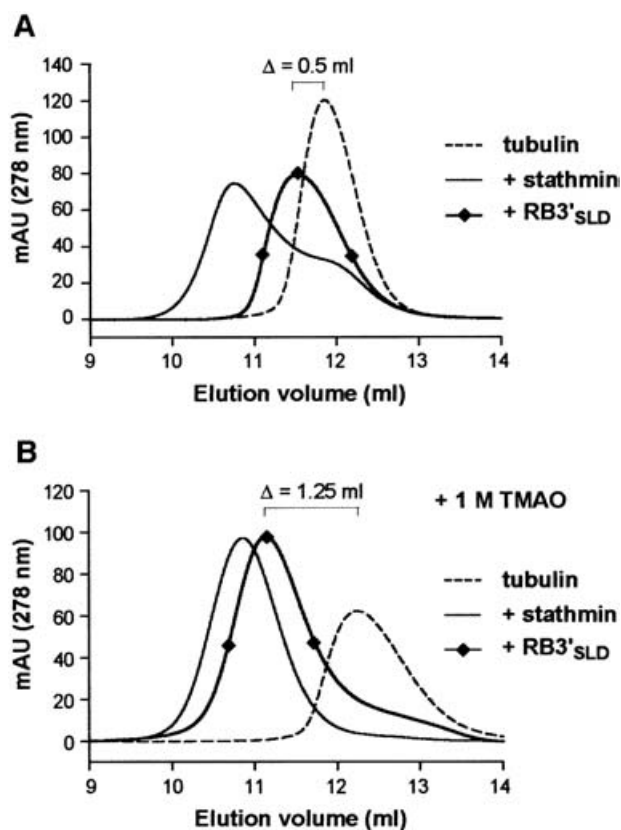 A
Δ = 0.5 ml
140
120
100
80
60
40
20
0
mAU (278 nm)
tubulin
+ stathmin
+ RB3'SLD
9 10 11 12 13 14
Elution volume (ml)
B
Δ = 1.25 ml
+ 1 M TMAO
120
100
80
60
40
20
0
mAU (278 nm)
tubulin
+ stathmin
+ RB3'SLD
9 10 11 12 13 14
Elution volume (ml)